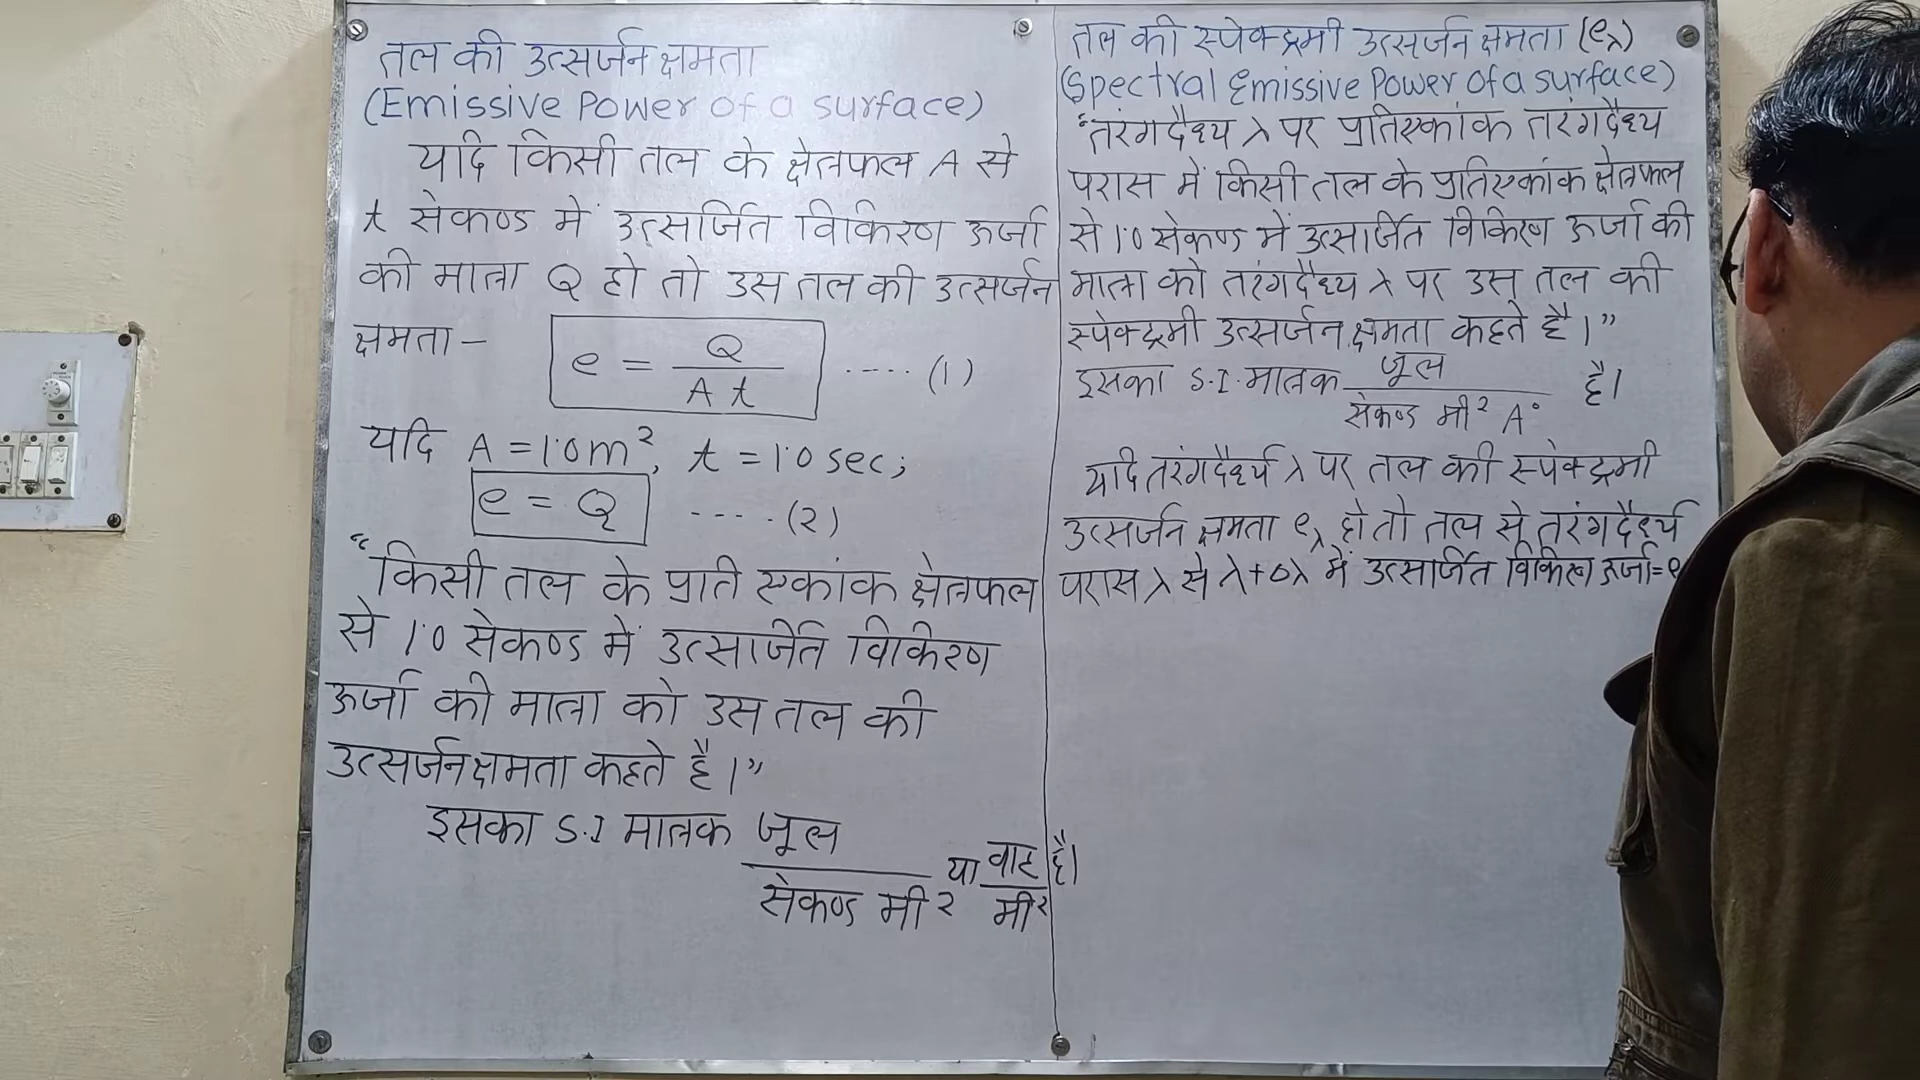 तल की उत्सर्जन क्षमता
(Emissive Power of a surface)
यदि किसी तल के क्षेत्रफल A से
t सेकण्ड में उत्सर्जित विकिरण ऊर्जा
की मात्रा Q हो तो उस तल की उत्सर्जन
क्षमता -
e = Q / A t .... (1)
यदि A = 1.0 m², t = 1.0 sec;
e = Q .... (2)
“किसी तल के प्रति एकांक क्षेत्रफल
से 1.0 सेकण्ड में उत्सर्जित विकिरण
ऊर्जा की मात्रा को उस तल की
उत्सर्जन क्षमता कहते है।”
इसका S.I मात्रक जूल / सेकण्ड मी² या वाट / मी² है।
तल की स्पेक्ट्रमी उत्सर्जन क्षमता (eλ)
(Spectral Emissive Power of a surface)
“तरंगदैध्य λ पर प्रतिएकांक तरंगदैध्य
परास में किसी तल के प्रतिएकांक क्षेत्रफल
से 1.0 सेकण्ड में उत्सर्जित विकिरण ऊर्जा की
मात्रा को तरंगदैध्य λ पर उस तल की
स्पेक्ट्रमी उत्सर्जन क्षमता कहते है।”
इसका S.I. मात्रक जूल / सेकण्ड मी² A° है।
यदि तरंगदैर्ध्य λ पर तल की स्पेक्ट्रमी
उत्सर्जन क्षमता eλ हो तो तल से तरंगदैर्ध्य
परास λ से λ+Δλ में उत्सर्जित विकिरण ऊर्जा = e